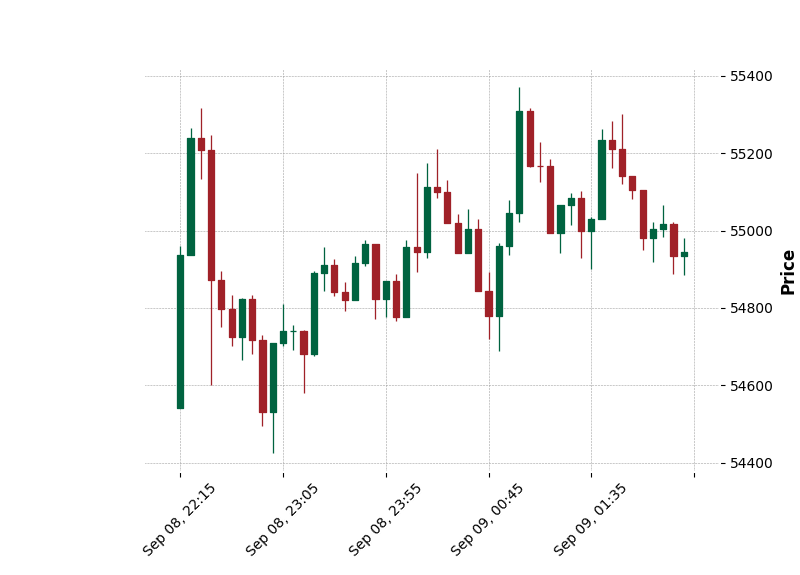 55400
55200
55000
54800
54600
54400
Price
Sep 08, 22:15
Sep 08, 23:05
Sep 08, 23:55
Sep 09, 00:45
Sep 09, 01:35